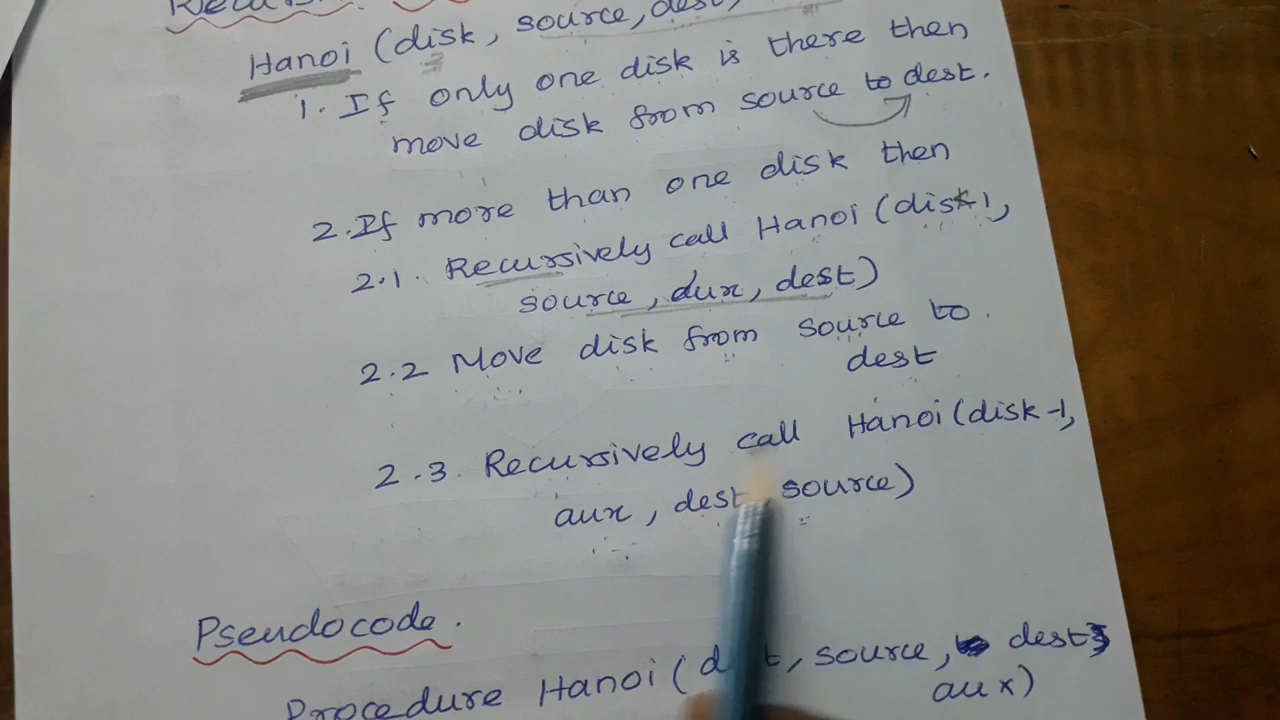 Hanoi (disk, source, dest,
1. If only one disk is there then
move disk from source to dest.
2. If more than one disk then
2.1. Recursively call Hanoi (disk-1,
source, aux, dest)
2.2 Move disk from source to
dest
2.3. Recursively call Hanoi (disk-1,
aux, dest, source)
Pseudocode.
Procedure Hanoi ( source, dest,
aux)